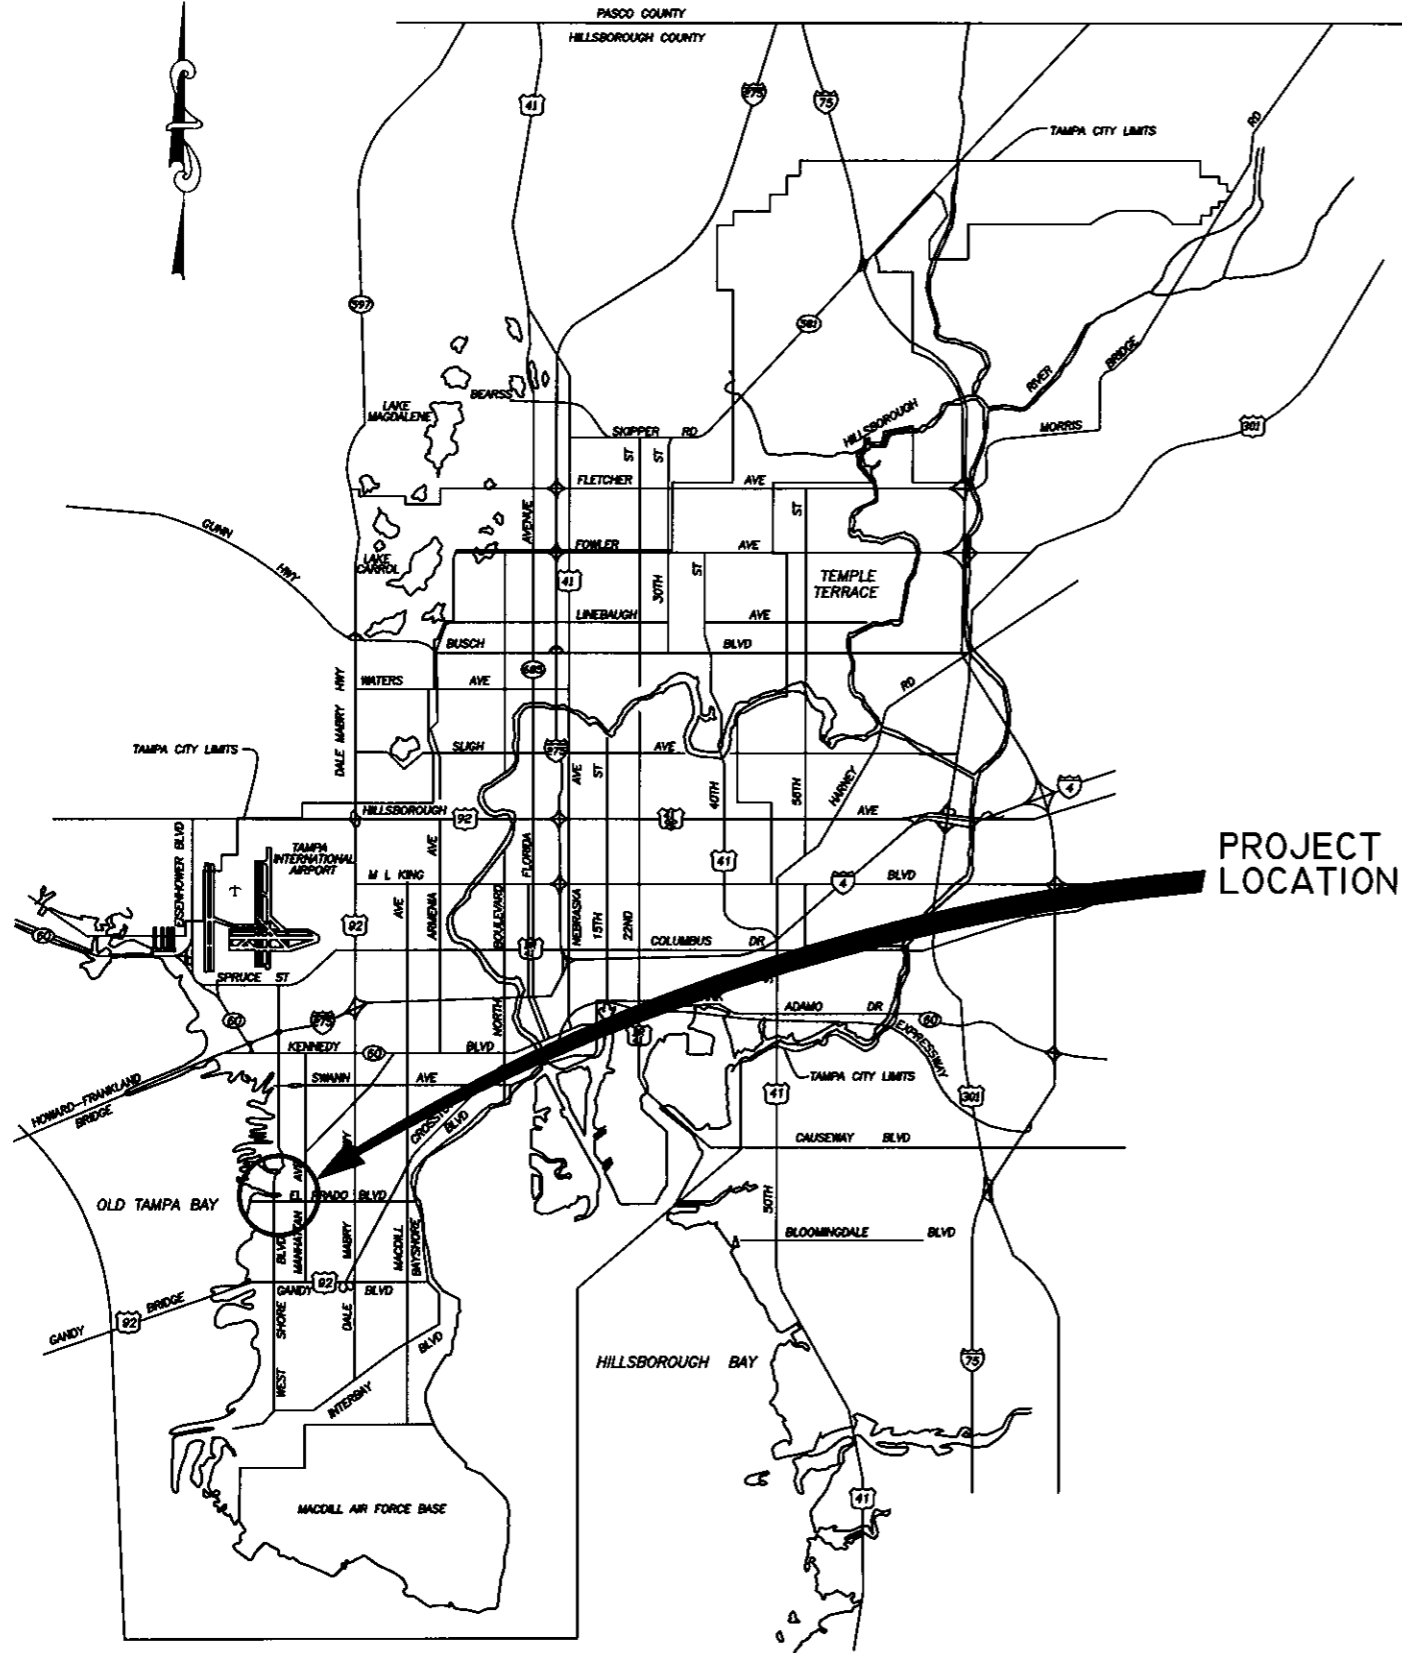 PASCO COUNTY
HILLSBOROUGH COUNTY
41
275
75
TAMPA CITY LIMITS
RD
597
581
BEARSS
LAKE
MAGDALENE
RIVER
BRIDGE
HILLSBOROUGH
MORRIS
301
SKIPPER RD
ST
ST
FLETCHER AVE
ST
AVENUE
GUNN
HWY
LAKE
CARROL
FOWLER AVE
41
30TH
ST
TEMPLE
TERRACE
LINEBAUGH AVE
BUSCH BLVD
685
WATERS AVE
RD
DALE MABRY HWY
TAMPA CITY LIMITS
SLIGH AVE
275
AVE
ST
40TH
56TH
HARNEY
4
HILLSBOROUGH AVE
92
EISENHOWER BLVD
TAMPA
INTERNATIONAL
AIRPORT
AVE
FLORIDA
41
PROJECT
LOCATION
M L KING BLVD
4
AVE
ARMENIA
BOULEVARD
NEBRASKA
15TH
22ND
92
60
COLUMBUS DR
SPRUCE ST
60
275
NORTH
ADAMO DR
60
EXPRESSWAY
KENNEDY BLVD
60
SWANN AVE
TAMPA CITY LIMITS
41
301
HOWARD-FRANKLAND
BRIDGE
BLVD
CAUSEWAY BLVD
AVE
OLD TAMPA BAY
EL PRADO BLVD
50TH
BLVD
MANHATTAN
MABRY
MACDILL
BAYSHORE
BLOOMINGDALE BLVD
92
GANDY BLVD
GANDY BRIDGE
92
WEST SHORE
DALE
INTERBAY BLVD
HILLSBOROUGH BAY
75
MACDILL AIR FORCE BASE
41